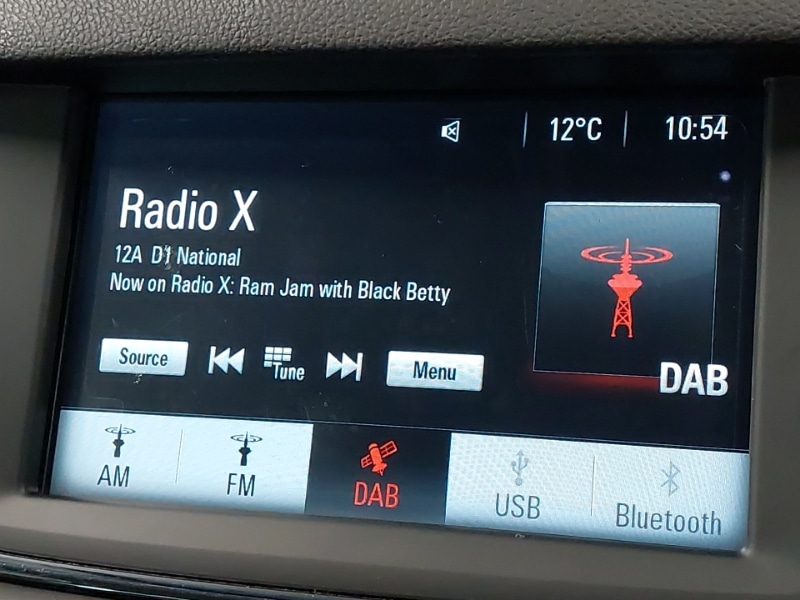 12°C 10:54
Radio X
12A D1 National
Now on Radio X: Ram Jam with Black Betty
Source Tune Menu
DAB
AM FM DAB USB Bluetooth